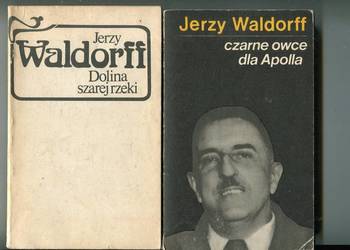 Jerzy
Waldorff
Dolina
szarej rzeki
Jerzy Waldorff
czarne owce
dla Apolla